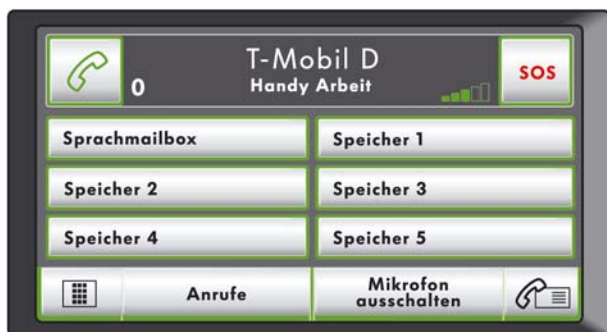 T-Mobil D
0
Handy Arbeit
SOS
Sprachmailbox
Speicher 1
Speicher 2
Speicher 3
Speicher 4
Speicher 5
Anrufe
Mikrofon
ausschalten